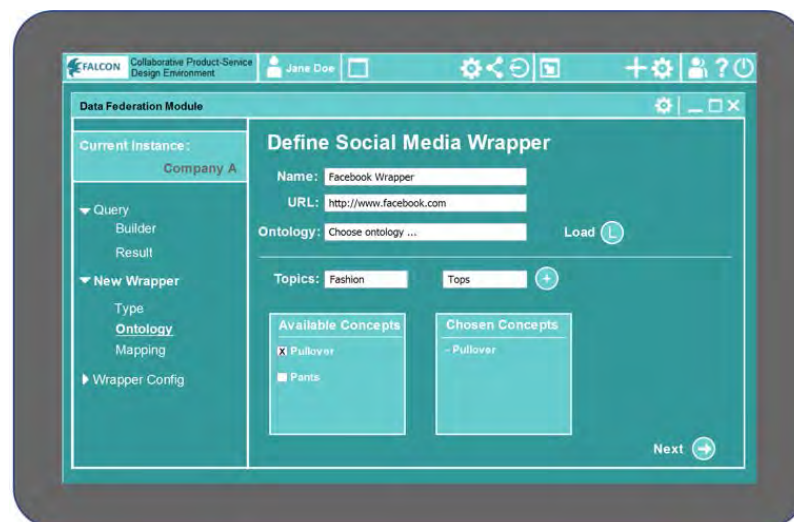 FALCON
Collaborative Product-Service
Design Environment
Jane Doe
?
Data Federation Module
Current Instance:
Company A
Query
Builder
Result
New Wrapper
Type
Ontology
Mapping
Wrapper Config
Define Social Media Wrapper
Name: Facebook Wrapper
URL: http://www.facebook.com
Ontology: Choose ontology ...
Load L
Topics: Fashion Tops +
Available Concepts
X Pullover
Pants
Chosen Concepts
- Pullover
Next